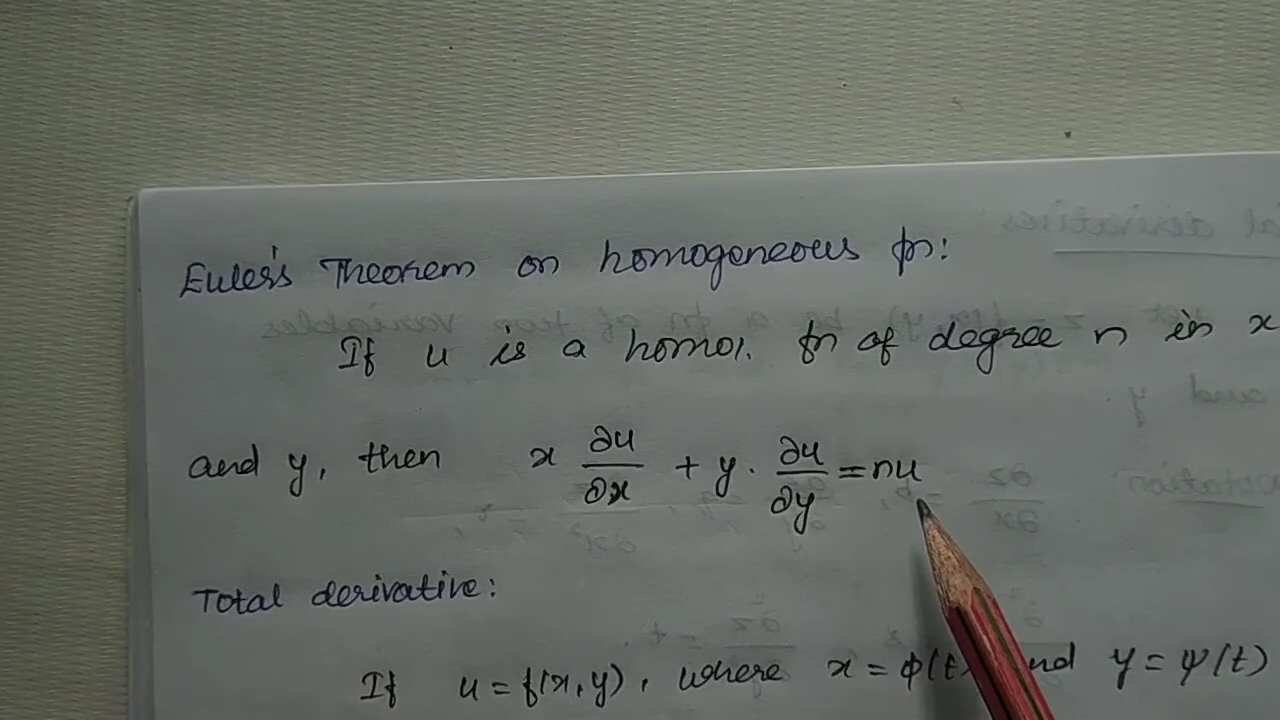 Euler's Theorem on homogeneous fn:
If u is a homo. fn of degree n in x
and y, then x ∂u/∂x + y. ∂u/∂y = nu
Total derivative:
If u = f(x,y), where x = φ(t) and y = ψ(t)